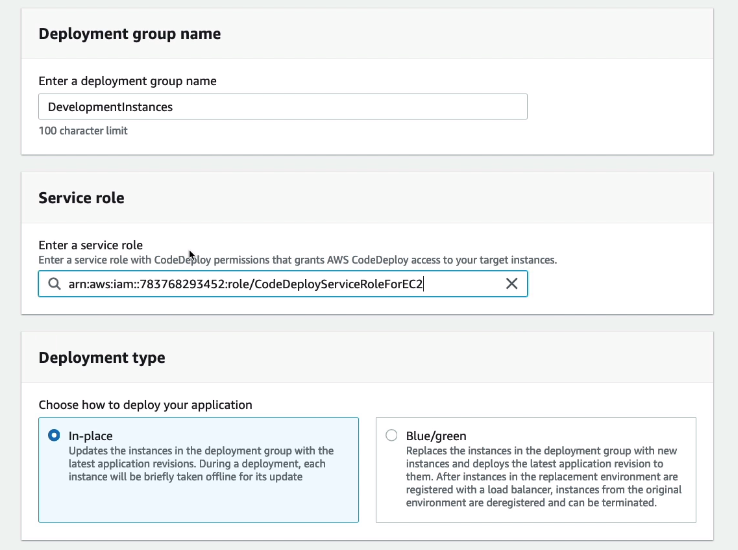 Deployment group name
Enter a deployment group name
DevelopmentInstances
100 character limit
Service role
Enter a service role
Enter a service role with CodeDeploy permissions that grants AWS CodeDeploy access to your target instances.
arn:aws:iam::783768293452:role/CodeDeployServiceRoleForEC2
Deployment type
Choose how to deploy your application
In-place
Updates the instances in the deployment group with the
latest application revisions. During a deployment, each
instance will be briefly taken offline for its update
Blue/green
Replaces the instances in the deployment group with new
instances and deploys the latest application revision to
them. After instances in the replacement environment are
registered with a load balancer, instances from the original
environment are deregistered and can be terminated.